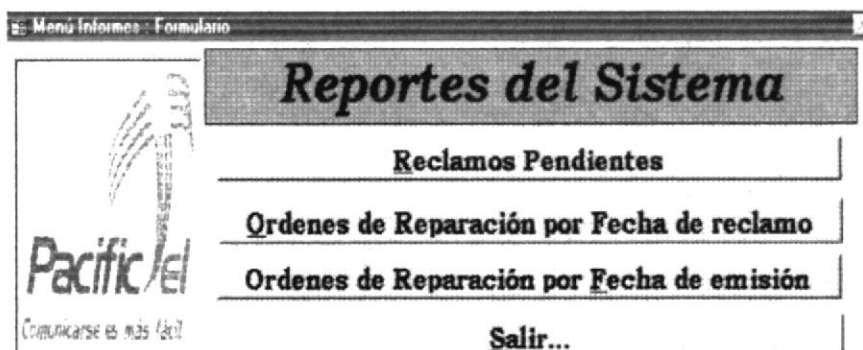 Menú Informes : Formulario
Reportes del Sistema
Reclamos Pendientes
Ordenes de Reparación por Fecha de reclamo
Ordenes de Reparación por Fecha de emisión
Salir...
PacificTel
Comunicarse es más fácil